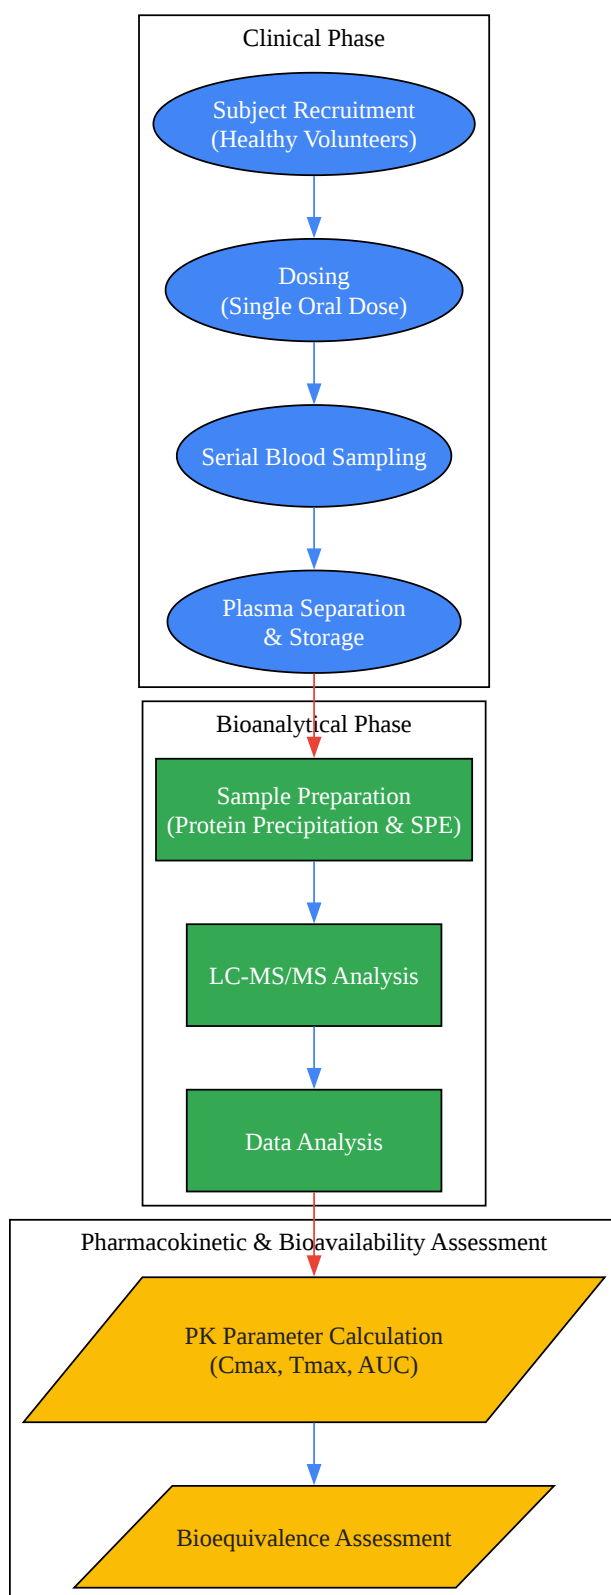 Clinical Phase
Subject Recruitment
(Healthy Volunteers)
Dosing
(Single Oral Dose)
Serial Blood Sampling
Plasma Separation
& Storage
Bioanalytical Phase
Sample Preparation
(Protein Precipitation & SPE)
LC-MS/MS Analysis
Data Analysis
Pharmacokinetic & Bioavailability Assessment
PK Parameter Calculation
(Cmax, Tmax, AUC)
Bioequivalence Assessment